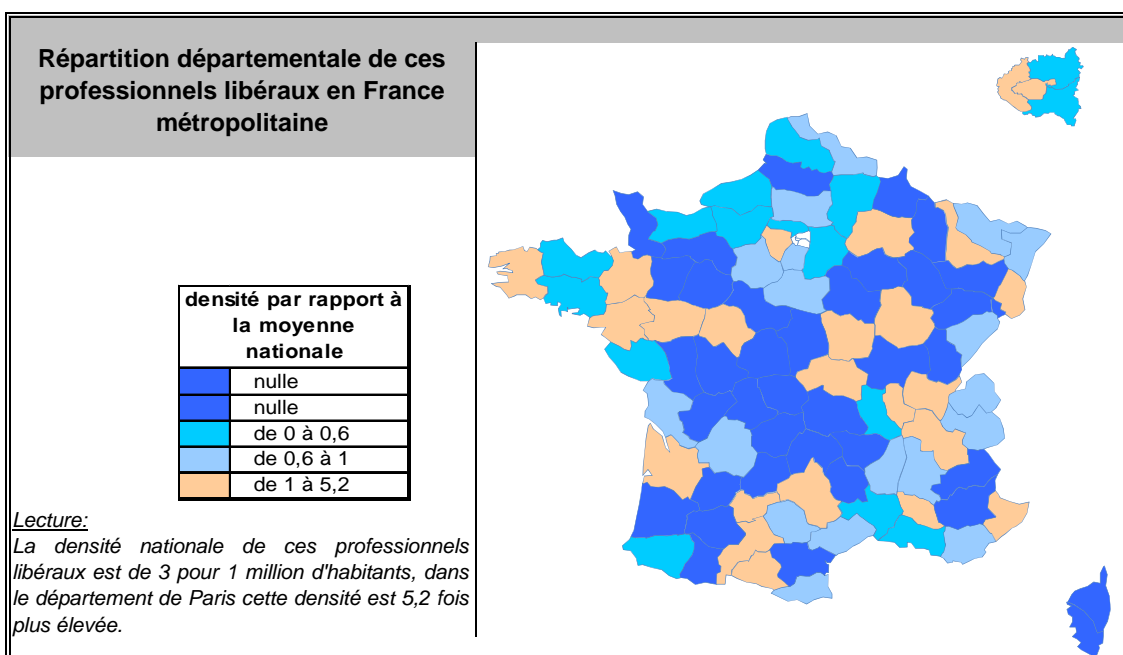 Répartition départementale de ces
professionnels libéraux en France
métropolitaine
densité par rapport à
la moyenne
nationale
nulle
nulle
de 0 à 0,6
de 0,6 à 1
de 1 à 5,2
Lecture:
La densité nationale de ces professionnels
libéraux est de 3 pour 1 million d'habitants, dans
le département de Paris cette densité est 5,2 fois
plus élevée.